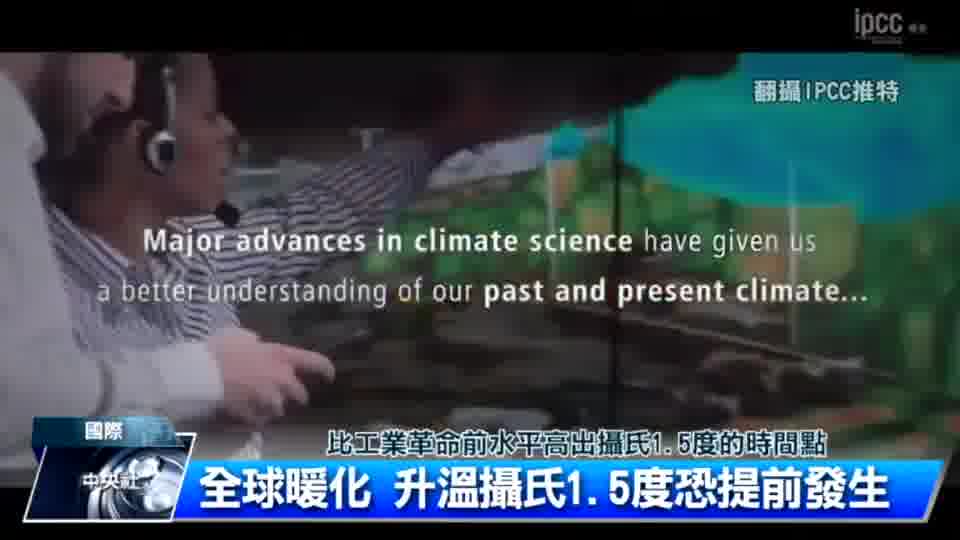 ipcc
翻攝IPCC推特
Major advances in climate science have given us
a better understanding of our past and present climate...
國際
比工業革命前水平高出攝氏1.5度的時間點
中央社
全球暖化 升溫攝氏1.5度恐提前發生